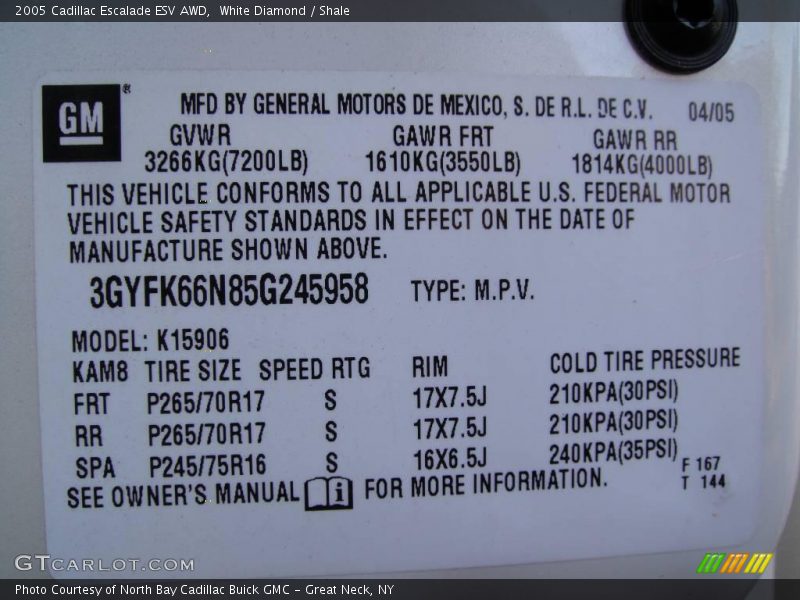 2005 Cadillac Escalade ESV AWD,  White Diamond / Shale
GM® MFD BY GENERAL MOTORS DE MEXICO, S. DE R.L. DE C.V. 04/05
GVWR GAWR FRT GAWR RR
3266KG(7200LB) 1610KG(3550LB) 1814KG(4000LB)
THIS VEHICLE CONFORMS TO ALL APPLICABLE U.S. FEDERAL MOTOR
VEHICLE SAFETY STANDARDS IN EFFECT ON THE DATE OF
MANUFACTURE SHOWN ABOVE.
3GYFK66N85G245958 TYPE: M.P.V.
MODEL: K15906
KAM8 TIRE SIZE SPEED RTG RIM COLD TIRE PRESSURE
FRT P265/70R17 S 17X7.5J 210KPA(30PSI)
RR P265/70R17 S 17X7.5J 210KPA(30PSI)
SPA P245/75R16 S 16X6.5J 240KPA(35PSI)
F 167
SEE OWNER'S MANUAL i FOR MORE INFORMATION. T 144
GTCARLOT.COM
Photo Courtesy of North Bay Cadillac Buick GMC - Great Neck, NY